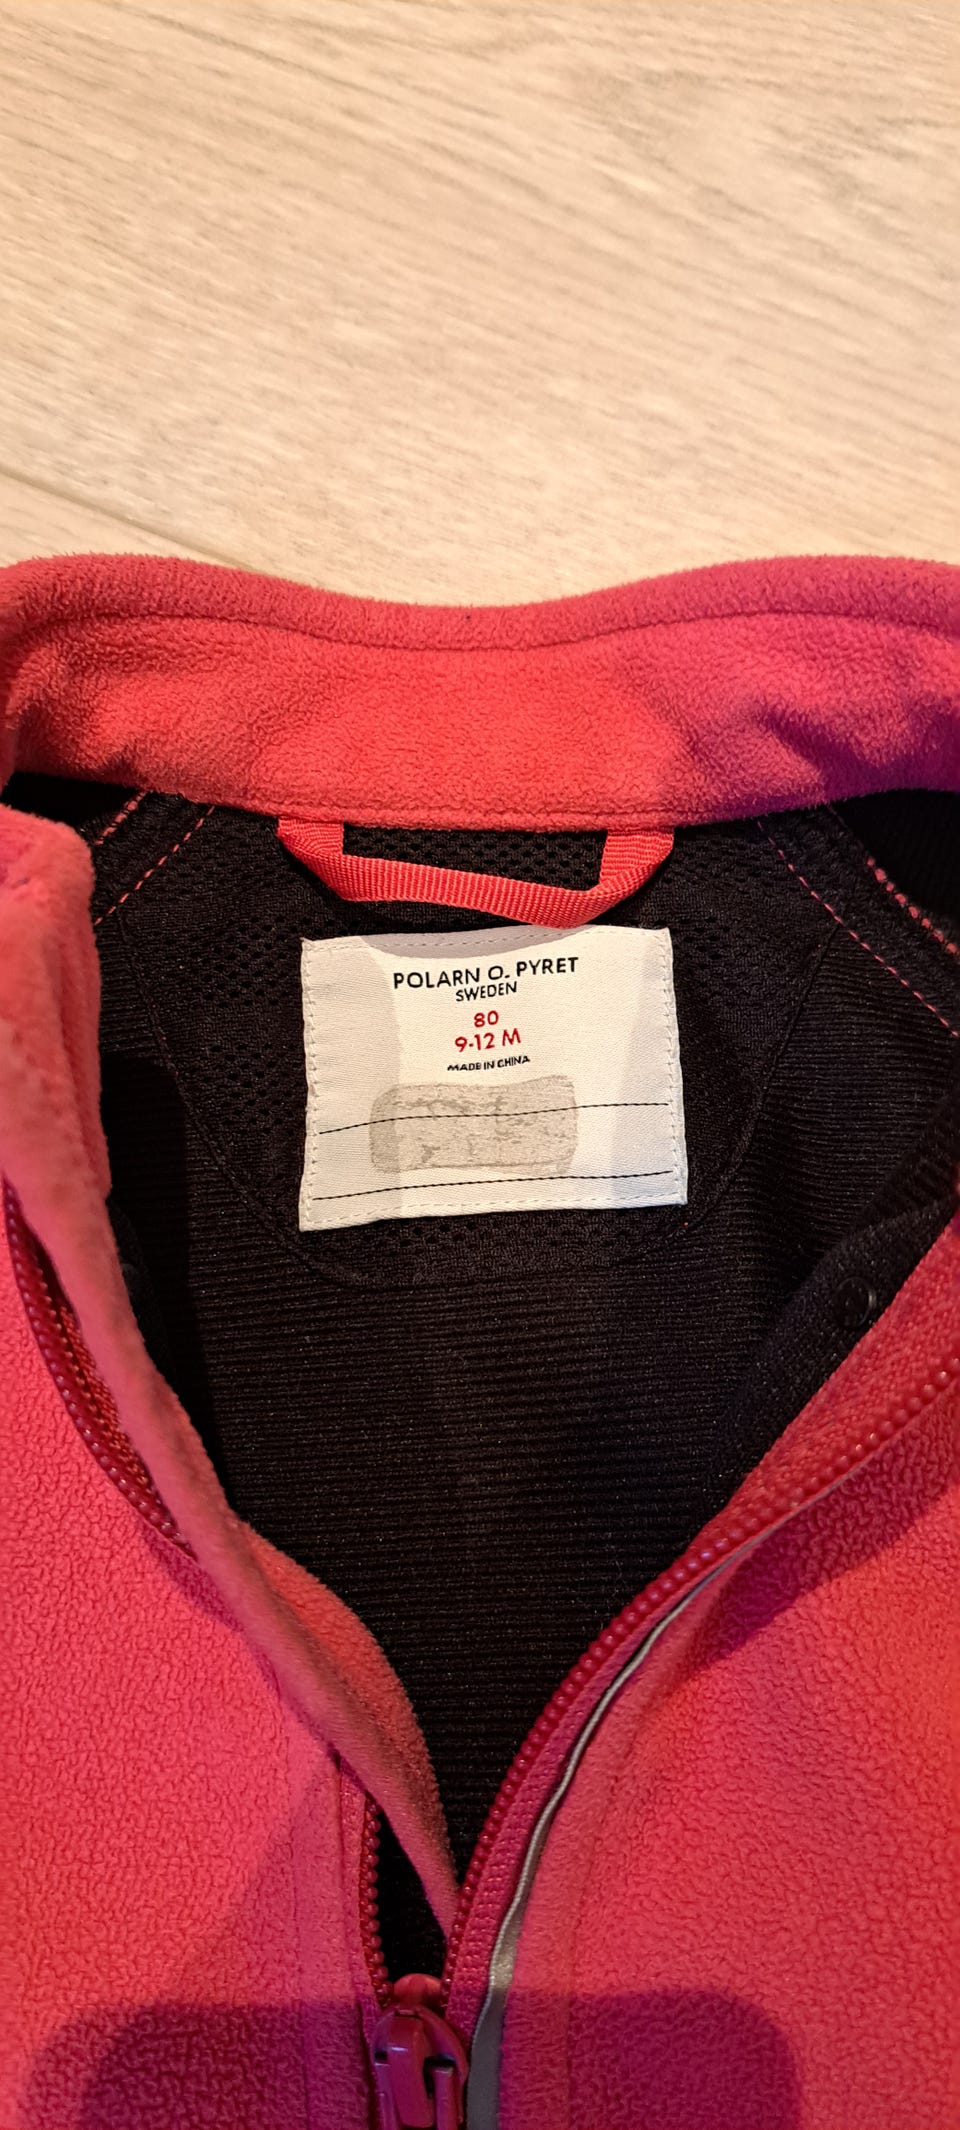 POLARN O. PYRET
SWEDEN
80
9-12 M
MADE IN CHINA